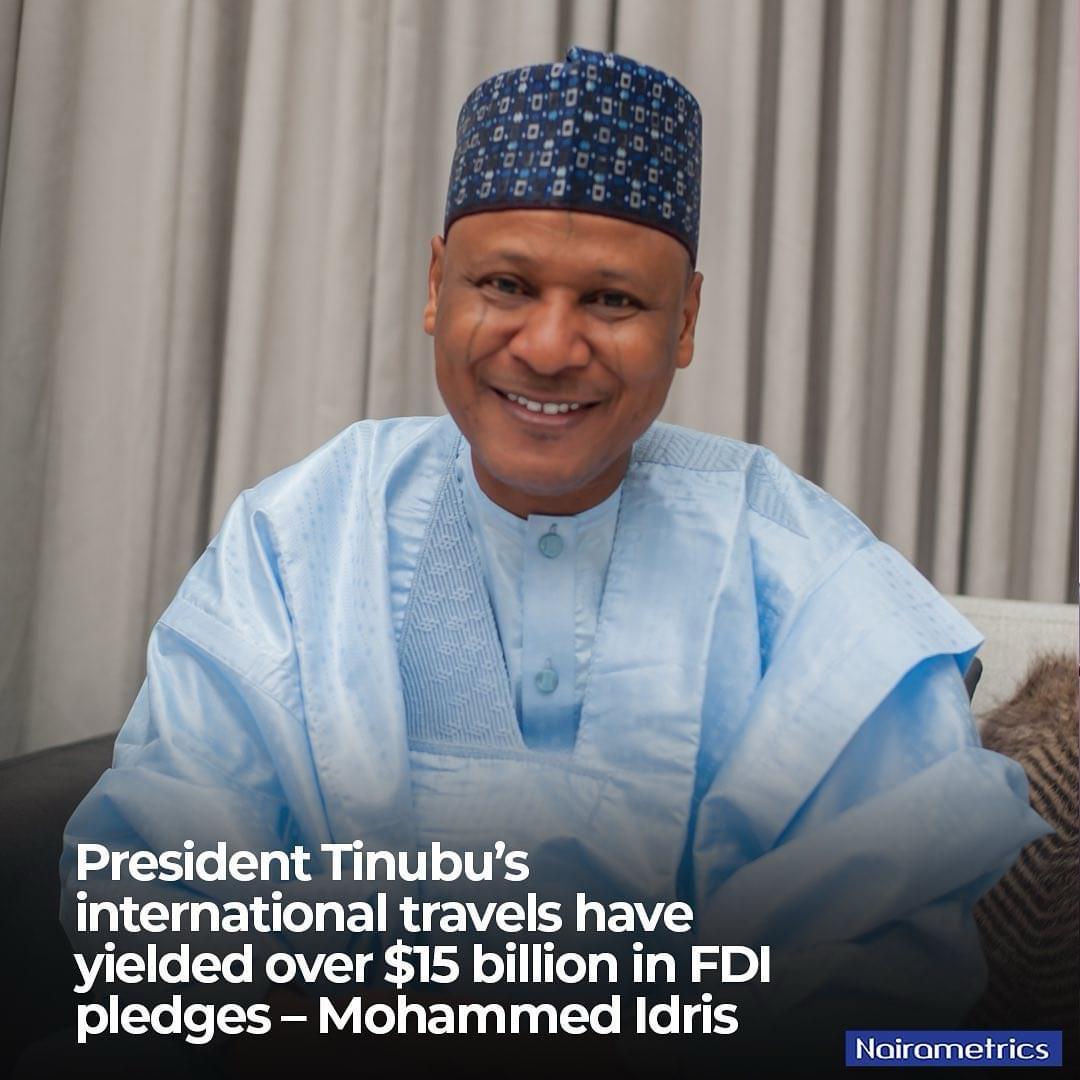 President Tinubu’s
international travels have
yielded over $15 billion in FDI
pledges – Mohammed Idris
Nairametrics